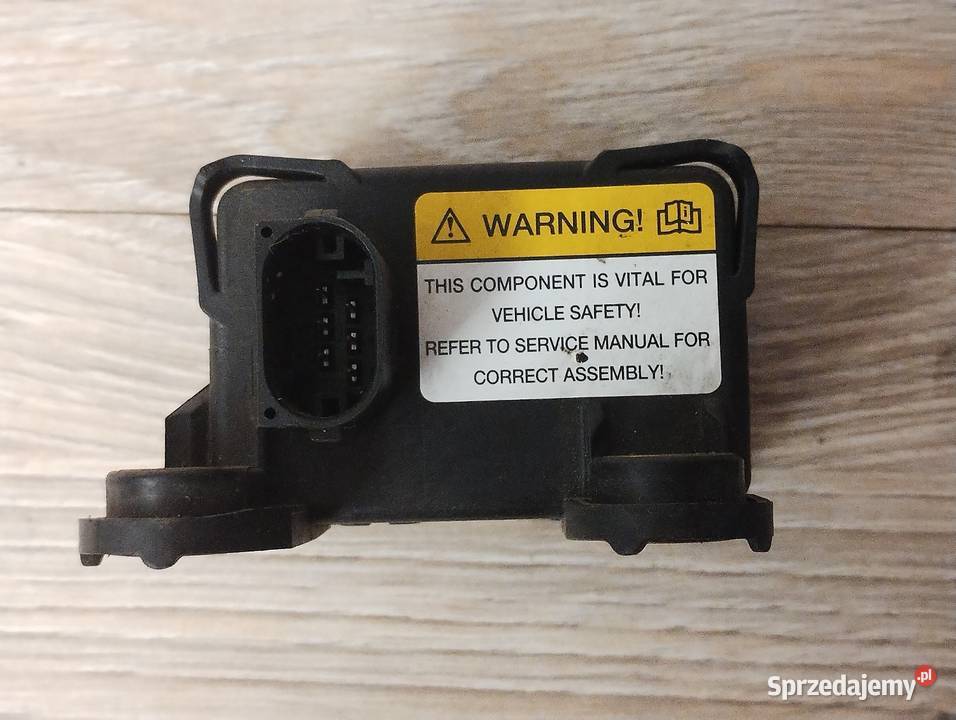 WARNING!
THIS COMPONENT IS VITAL FOR
VEHICLE SAFETY!
REFER TO SERVICE MANUAL FOR
CORRECT ASSEMBLY!
Sprzedajemy.pl